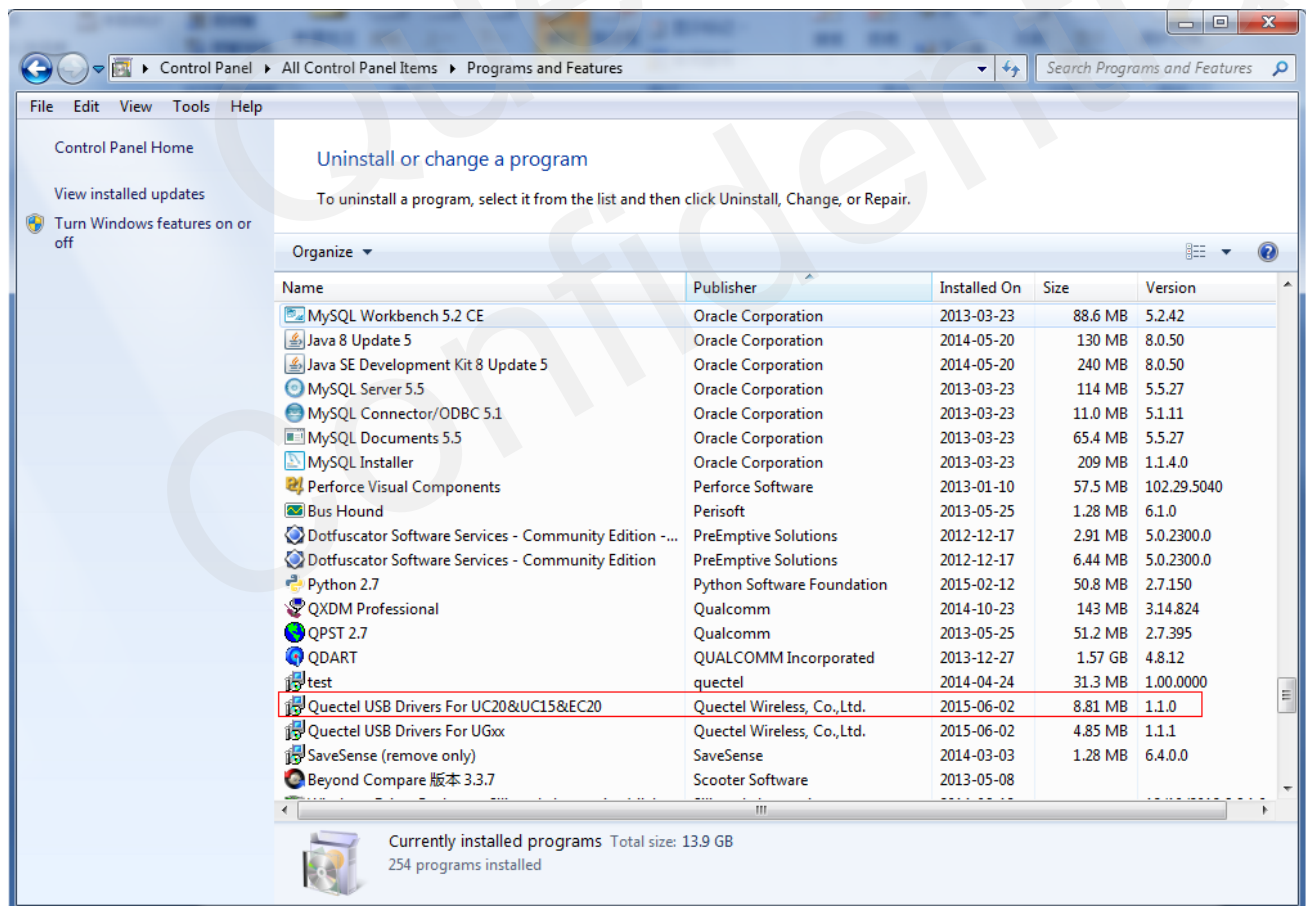 Control Panel ▸ All Control Panel Items ▸ Programs and Features
Search Programs and Features
File Edit View Tools Help
Control Panel Home
View installed updates
Turn Windows features on or
off
Uninstall or change a program
To uninstall a program, select it from the list and then click Uninstall, Change, or Repair.
Organize
Name Publisher Installed On Size Version
MySQL Workbench 5.2 CE Oracle Corporation 2013-03-23 88.6 MB 5.2.42
Java 8 Update 5 Oracle Corporation 2014-05-20 130 MB 8.0.50
Java SE Development Kit 8 Update 5 Oracle Corporation 2014-05-20 240 MB 8.0.50
MySQL Server 5.5 Oracle Corporation 2013-03-23 114 MB 5.5.27
MySQL Connector/ODBC 5.1 Oracle Corporation 2013-03-23 11.0 MB 5.1.11
MySQL Documents 5.5 Oracle Corporation 2013-03-23 65.4 MB 5.5.27
MySQL Installer Oracle Corporation 2013-03-23 209 MB 1.1.4.0
Perforce Visual Components Perforce Software 2013-01-10 57.5 MB 102.29.5040
Bus Hound Perisoft 2013-05-25 1.28 MB 6.1.0
Dotfuscator Software Services - Community Edition -... PreEmptive Solutions 2012-12-17 2.91 MB 5.0.2300.0
Dotfuscator Software Services - Community Edition PreEmptive Solutions 2012-12-17 6.44 MB 5.0.2300.0
Python 2.7 Python Software Foundation 2015-02-12 50.8 MB 2.7.150
QXDM Professional Qualcomm 2014-10-23 143 MB 3.14.824
QPST 2.7 Qualcomm 2013-05-25 51.2 MB 2.7.395
QDART QUALCOMM Incorporated 2013-12-27 1.57 GB 4.8.12
test quectel 2014-04-24 31.3 MB 1.00.0000
Quectel USB Drivers For UC20&UC15&EC20 Quectel Wireless, Co.,Ltd. 2015-06-02 8.81 MB 1.1.0
Quectel USB Drivers For UGxx Quectel Wireless, Co.,Ltd. 2015-06-02 4.85 MB 1.1.1
SaveSense (remove only) SaveSense 2014-03-03 1.28 MB 6.4.0.0
Beyond Compare 版本 3.3.7 Scooter Software 2013-05-08
Currently installed programs Total size: 13.9 GB
254 programs installed